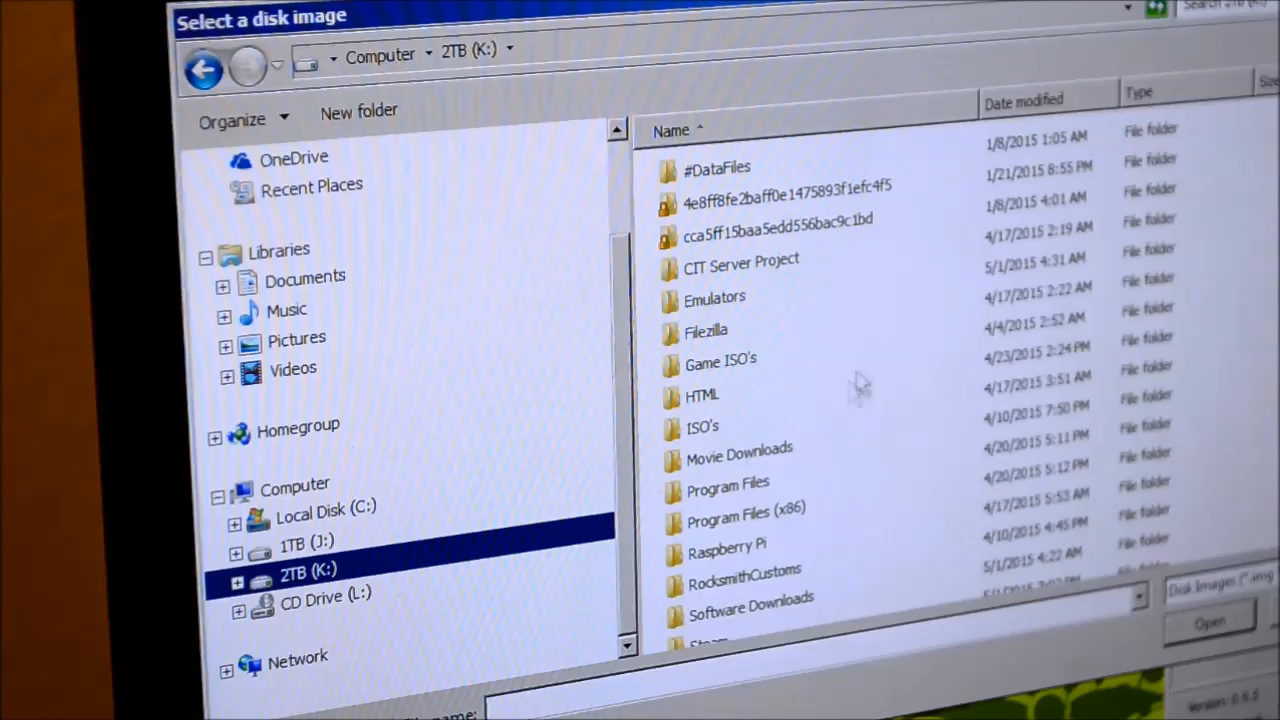 Select a disk image
Computer 2TB (K:)
Organize New folder
OneDrive
Recent Places
Libraries
Documents
Music
Pictures
Videos
Homegroup
Computer
Local Disk (C:)
1TB (J:)
2TB (K:)
CD Drive (L:)
Network
Name Date modified Type
#DataFiles 1/8/2015 1:05 AM File folder
4e8ff8fe2baff0e1475893f1efc4f5 1/21/2015 8:55 PM File folder
cca5ff15baa5edd556bac9c1bd 1/8/2015 4:01 AM File folder
CIT Server Project 4/17/2015 2:19 AM File folder
Emulators 5/1/2015 4:31 AM File folder
Filezilla 4/17/2015 2:22 AM File folder
Game ISO's 4/4/2015 2:52 AM File folder
HTML 4/23/2015 2:24 PM File folder
ISO's 4/17/2015 3:51 AM File folder
Movie Downloads 4/10/2015 7:50 PM File folder
Program Files 4/20/2015 5:11 PM File folder
Program Files (x86) 4/20/2015 5:12 PM File folder
Raspberry Pi 4/17/2015 5:53 AM File folder
RocksmithCustoms 4/10/2015 4:45 PM File folder
Software Downloads 5/1/2015 4:22 AM File folder
Steam
Disk Images (*.img
Open
name: